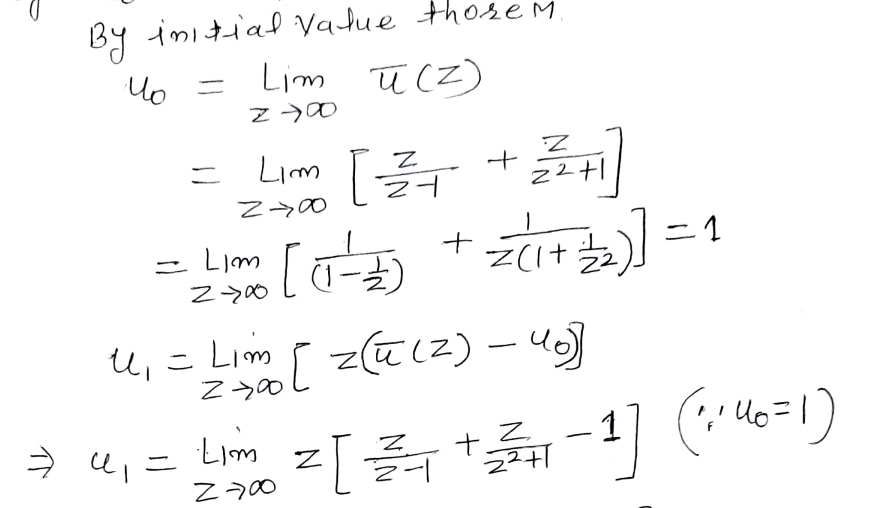 By initial value thosem
u₀ = Lim z→∞ ū(z)
= Lim z→∞ [z/(z-1) + z/(z²+1)]
= Lim z→∞ [1/(1-1/z) + 1/(z(1+1/z²))] = 1
u₁ = Lim z→∞ [z(ū(z) - u₀)]
⇒ u₁ = Lim z→∞ z[z/(z-1) + z/(z²+1) - 1] (∵ u₀=1)